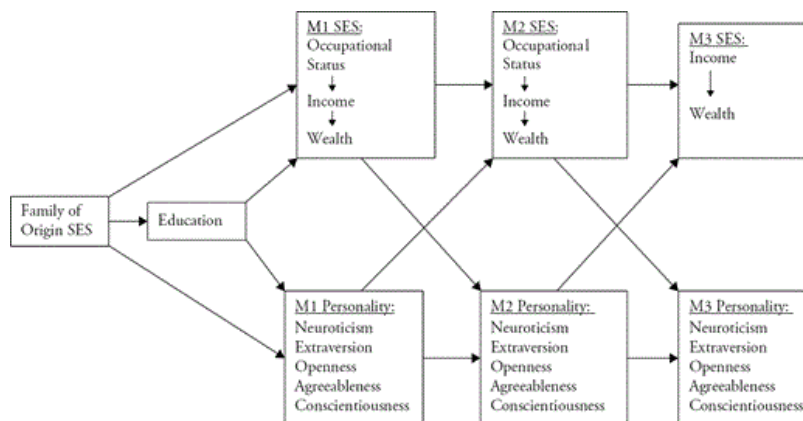 M1 SES:
Occupational
Status
Income
Wealth
M2 SES:
Occupational
Status
Income
Wealth
M3 SES:
Income
Wealth
Family of
Origin SES
Education
M1 Personality:
Neuroticism
Extraversion
Openness
Agreeableness
Conscientiousness
M2 Personality:
Neuroticism
Extraversion
Openness
Agreeableness
Conscientiousness
M3 Personality:
Neuroticism
Extraversion
Openness
Agreeableness
Conscientiousness